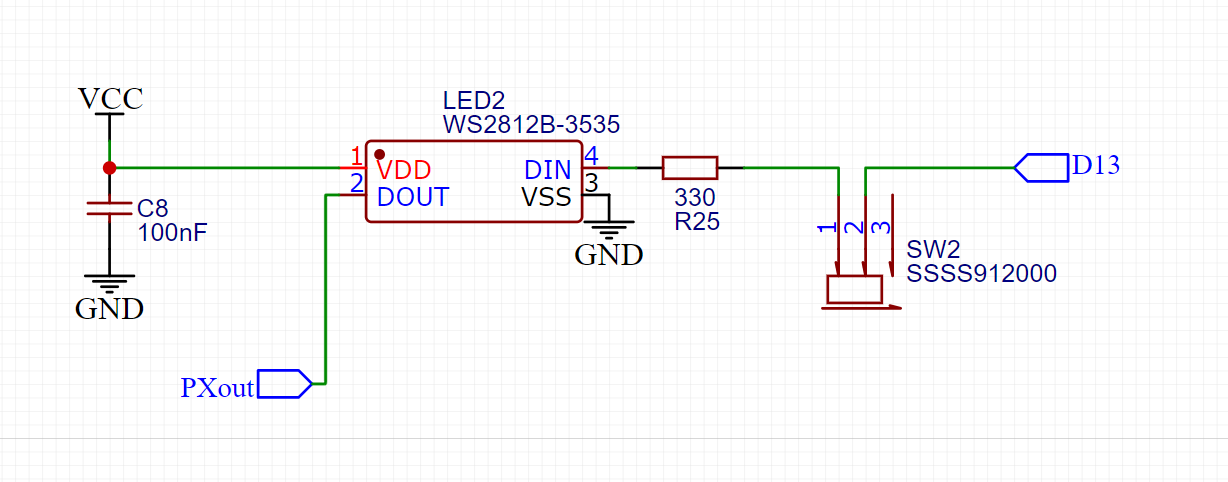 VCC
C8
100nF
GND
LED2
WS2812B-3535
1
VDD
2
DOUT
DIN
4
VSS
3
GND
330
R25
D13
1
2
3
SW2
SSSS912000
PXout